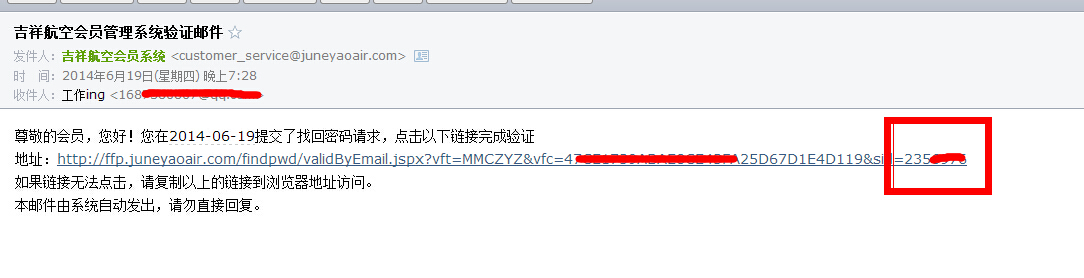 吉祥航空会员管理系统验证邮件
发件人：吉祥航空会员系统 <customer_service@juneyaoair.com>
时 间：2014年6月19日(星期四) 晚上7:28
收件人：工作ing <168
尊敬的会员，您好！您在2014-06-19提交了找回密码请求，点击以下链接完成验证
地址：http://ffp.juneyaoair.com/findpwd/validByEmail.jspx?vft=MMCZYZ&vfc=47 A25D67D1E4D119&sid=235
如果链接无法点击，请复制以上的链接到浏览器地址访问。
本邮件由系统自动发出，请勿直接回复。